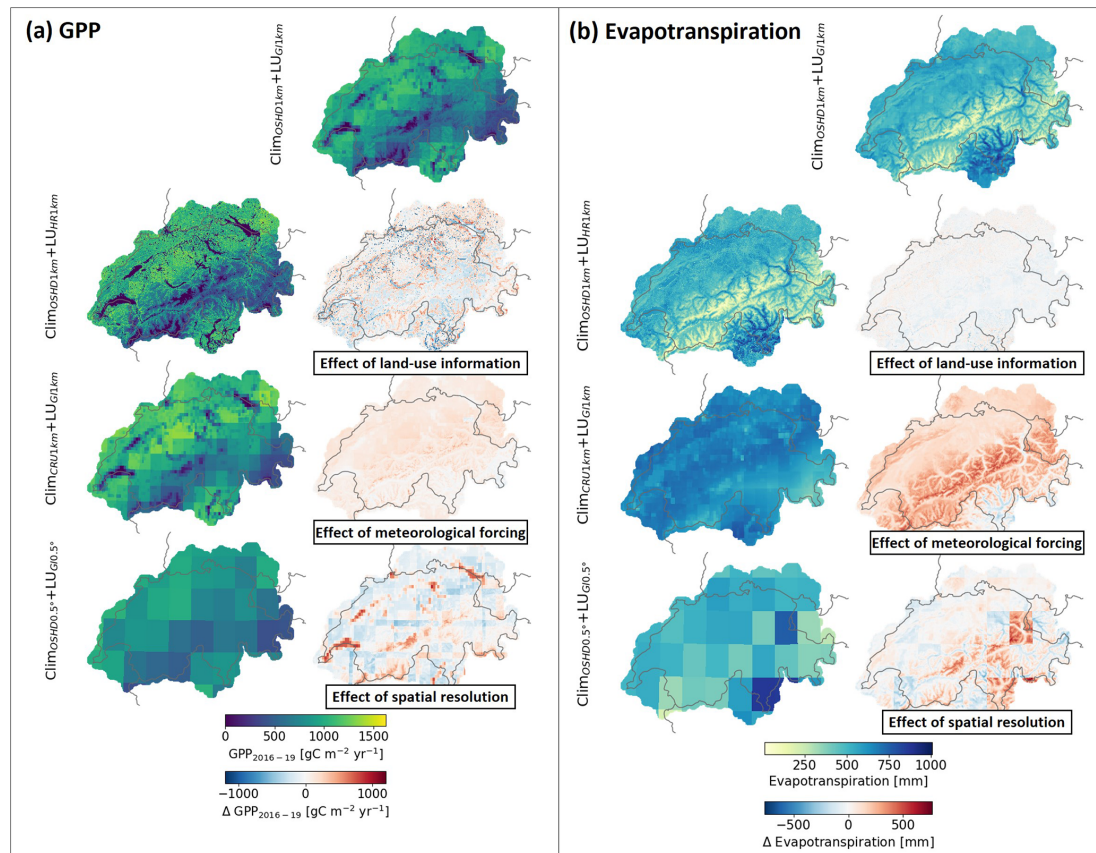 (a) GPP
Clim_OSHD1km+LU_GI1km
Clim_OSHD1km+LU_HR1km
Effect of land-use information
Clim_CRU1km+LU_GI1km
Effect of meteorological forcing
Clim_OSHD0.5°+LU_GI0.5°
Effect of spatial resolution
0 500 1000 1500
GPP₂₀₁₆₋₁₉ [gC m⁻² yr⁻¹]
−1000 0 1000
Δ GPP₂₀₁₆₋₁₉ [gC m⁻² yr⁻¹]
(b) Evapotranspiration
Clim_OSHD1km+LU_GI1km
Clim_OSHD1km+LU_HR1km
Effect of land-use information
Clim_CRU1km+LU_GI1km
Effect of meteorological forcing
Clim_OSHD0.5°+LU_GI0.5°
Effect of spatial resolution
250 500 750 1000
Evapotranspiration [mm]
−500 0 500
Δ Evapotranspiration [mm]